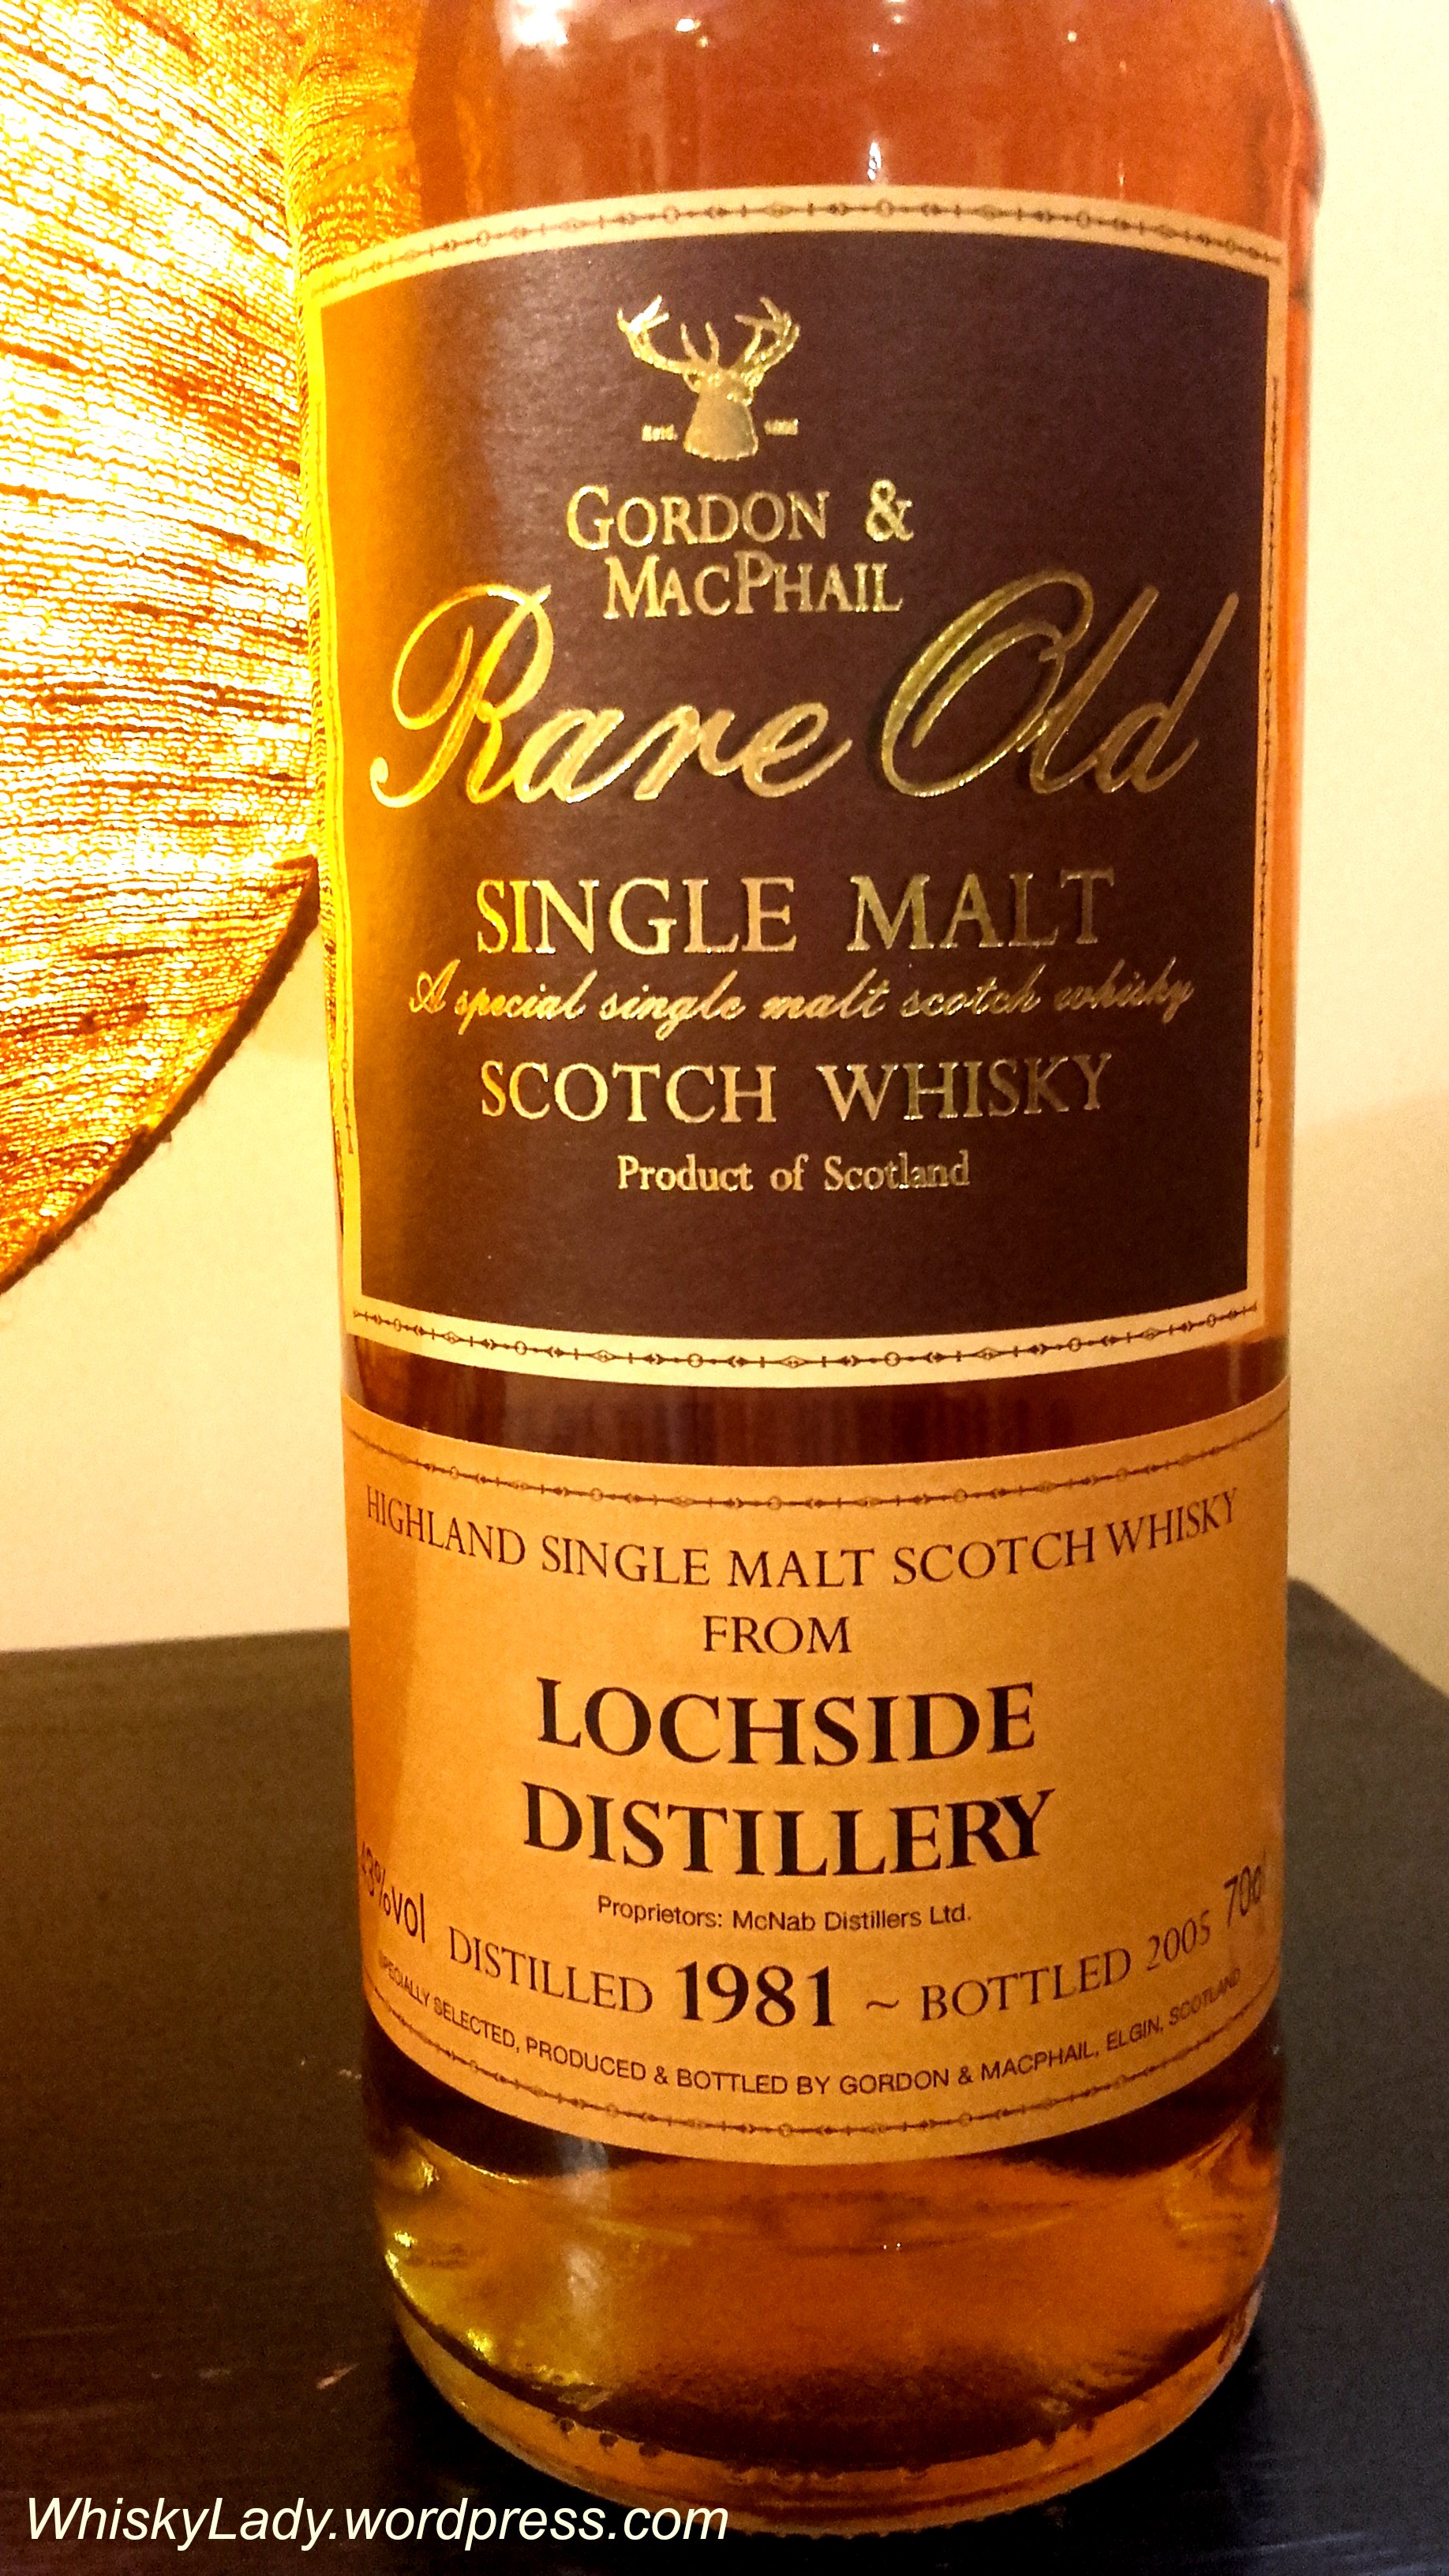 Estd.
GORDON &
MACPHAIL
Rare Old
SINGLE MALT
A special single malt scotch whisky
SCOTCH WHISKY
Product of Scotland
HIGHLAND SINGLE MALT SCOTCH WHISKY
FROM
LOCHSIDE
DISTILLERY
Proprietors: McNab Distillers Ltd.
43%vol DISTILLED 1981 ~ BOTTLED 2005 70cl
SPECIALLY SELECTED, PRODUCED & BOTTLED BY GORDON & MACPHAIL, ELGIN, SCOTLAND
WhiskyLady.wordpress.com